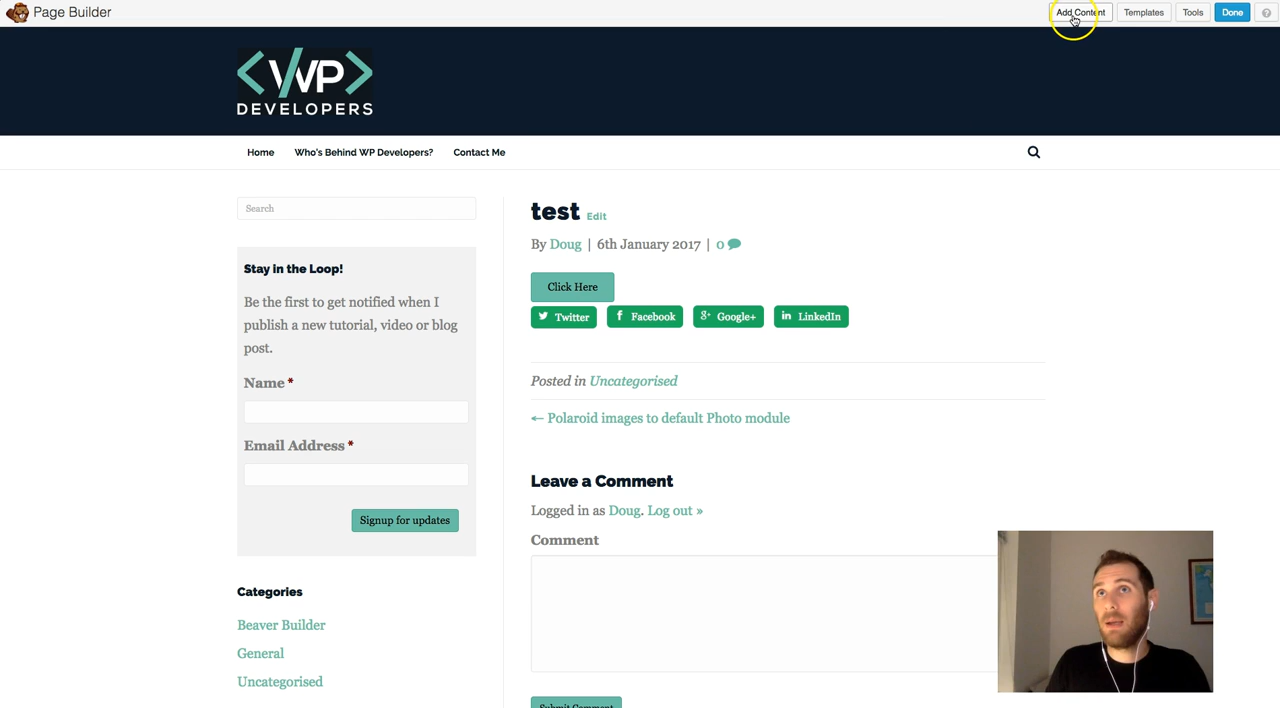 Page Builder
Add Content
Templates
Tools
Done
?
<WP>
DEVELOPERS
Home
Who's Behind WP Developers?
Contact Me
Search
test Edit
By Doug | 6th January 2017 | 0
Click Here
Twitter
Facebook
Google+
LinkedIn
Stay in the Loop!
Be the first to get notified when I
publish a new tutorial, video or blog
post.
Name *
Email Address *
Signup for updates
Categories
Beaver Builder
General
Uncategorised
Posted in Uncategorised
← Polaroid images to default Photo module
Leave a Comment
Logged in as Doug. Log out »
Comment
Submit Comment